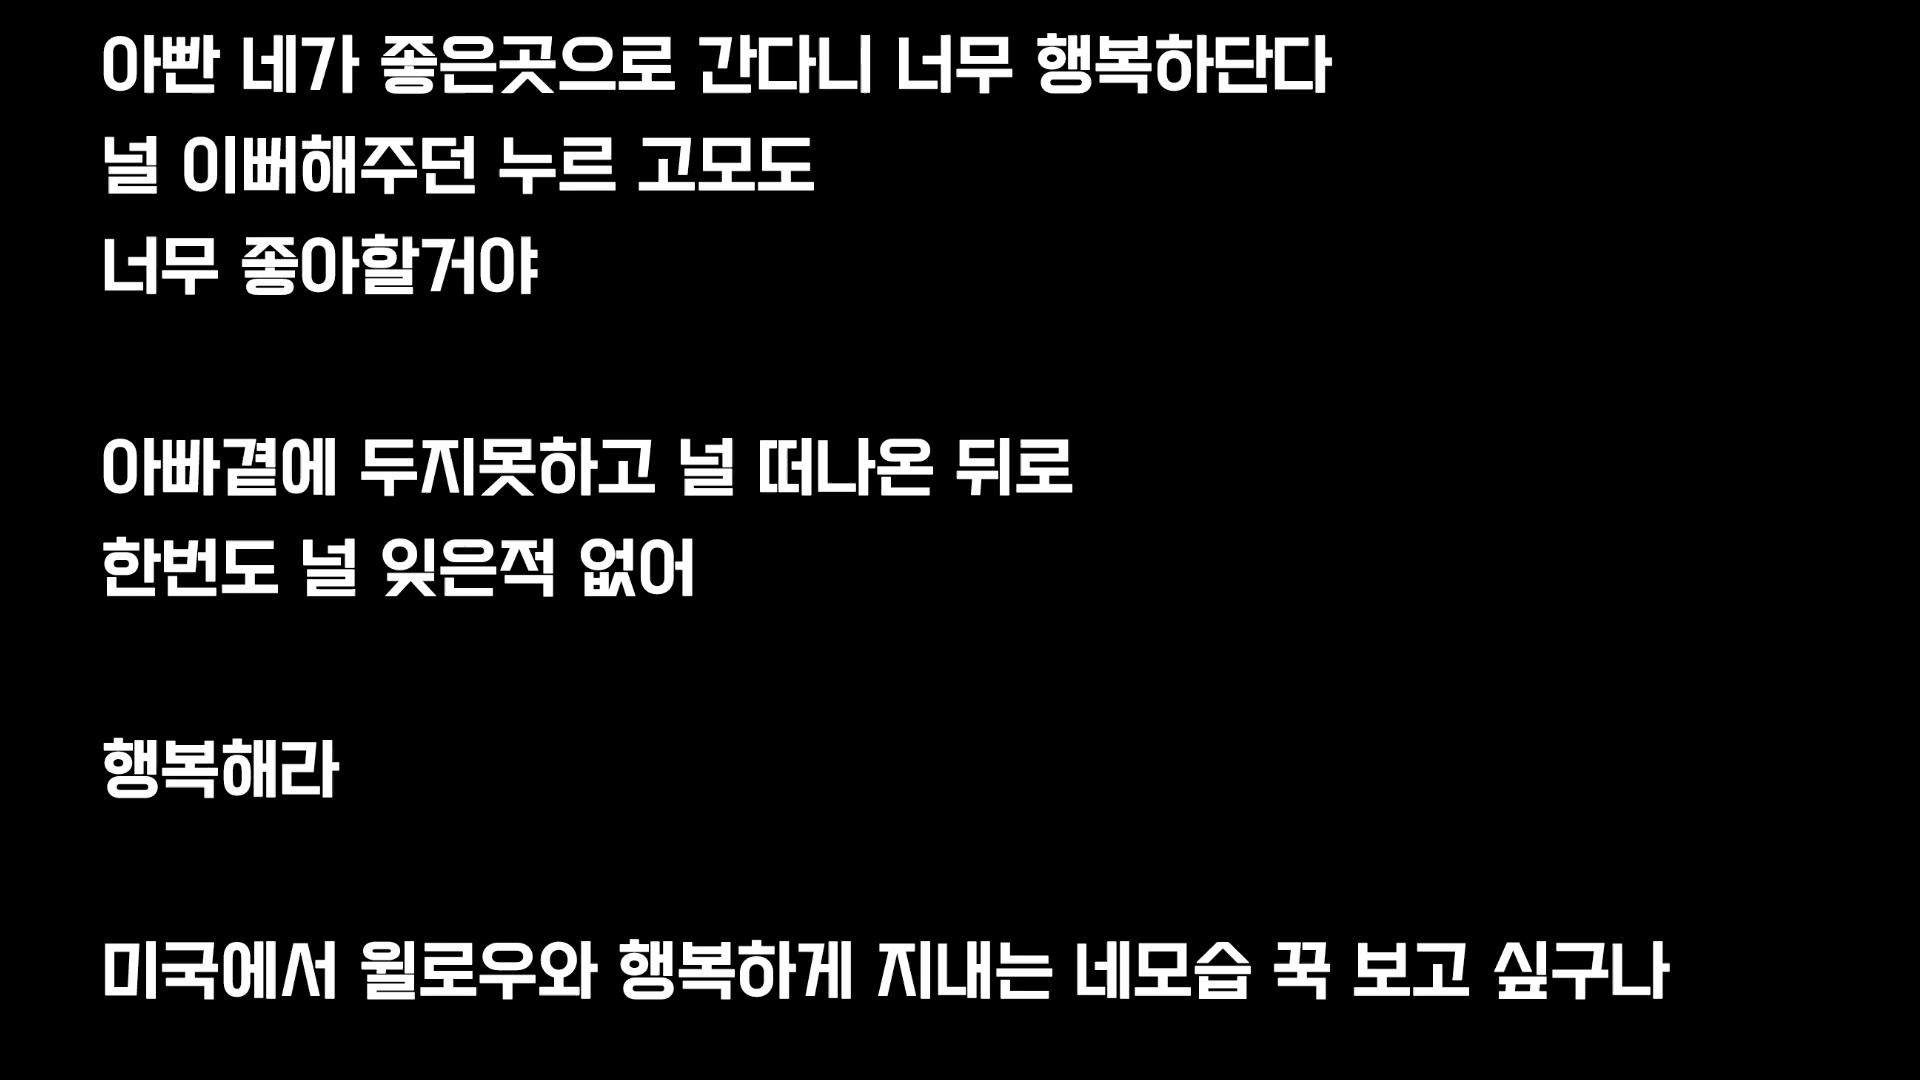 아빤 네가 좋은곳으로 간다니 너무 행복하단다
널 이뻐해주던 누르 고모도
너무 좋아할거야
아빠곁에 두지못하고 널 떠나온 뒤로
한번도 널 잊은적 없어
행복해라
미국에서 윌로우와 행복하게 지내는 네모습 꾹 보고 싶구나